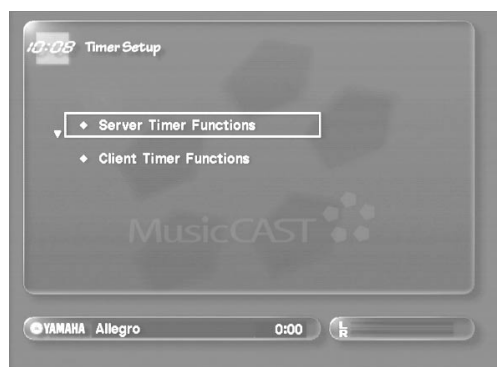 10:08 Timer Setup
Server Timer Functions
Client Timer Functions
MusicCAST
YAMAHA Allegro 0:00 L
R